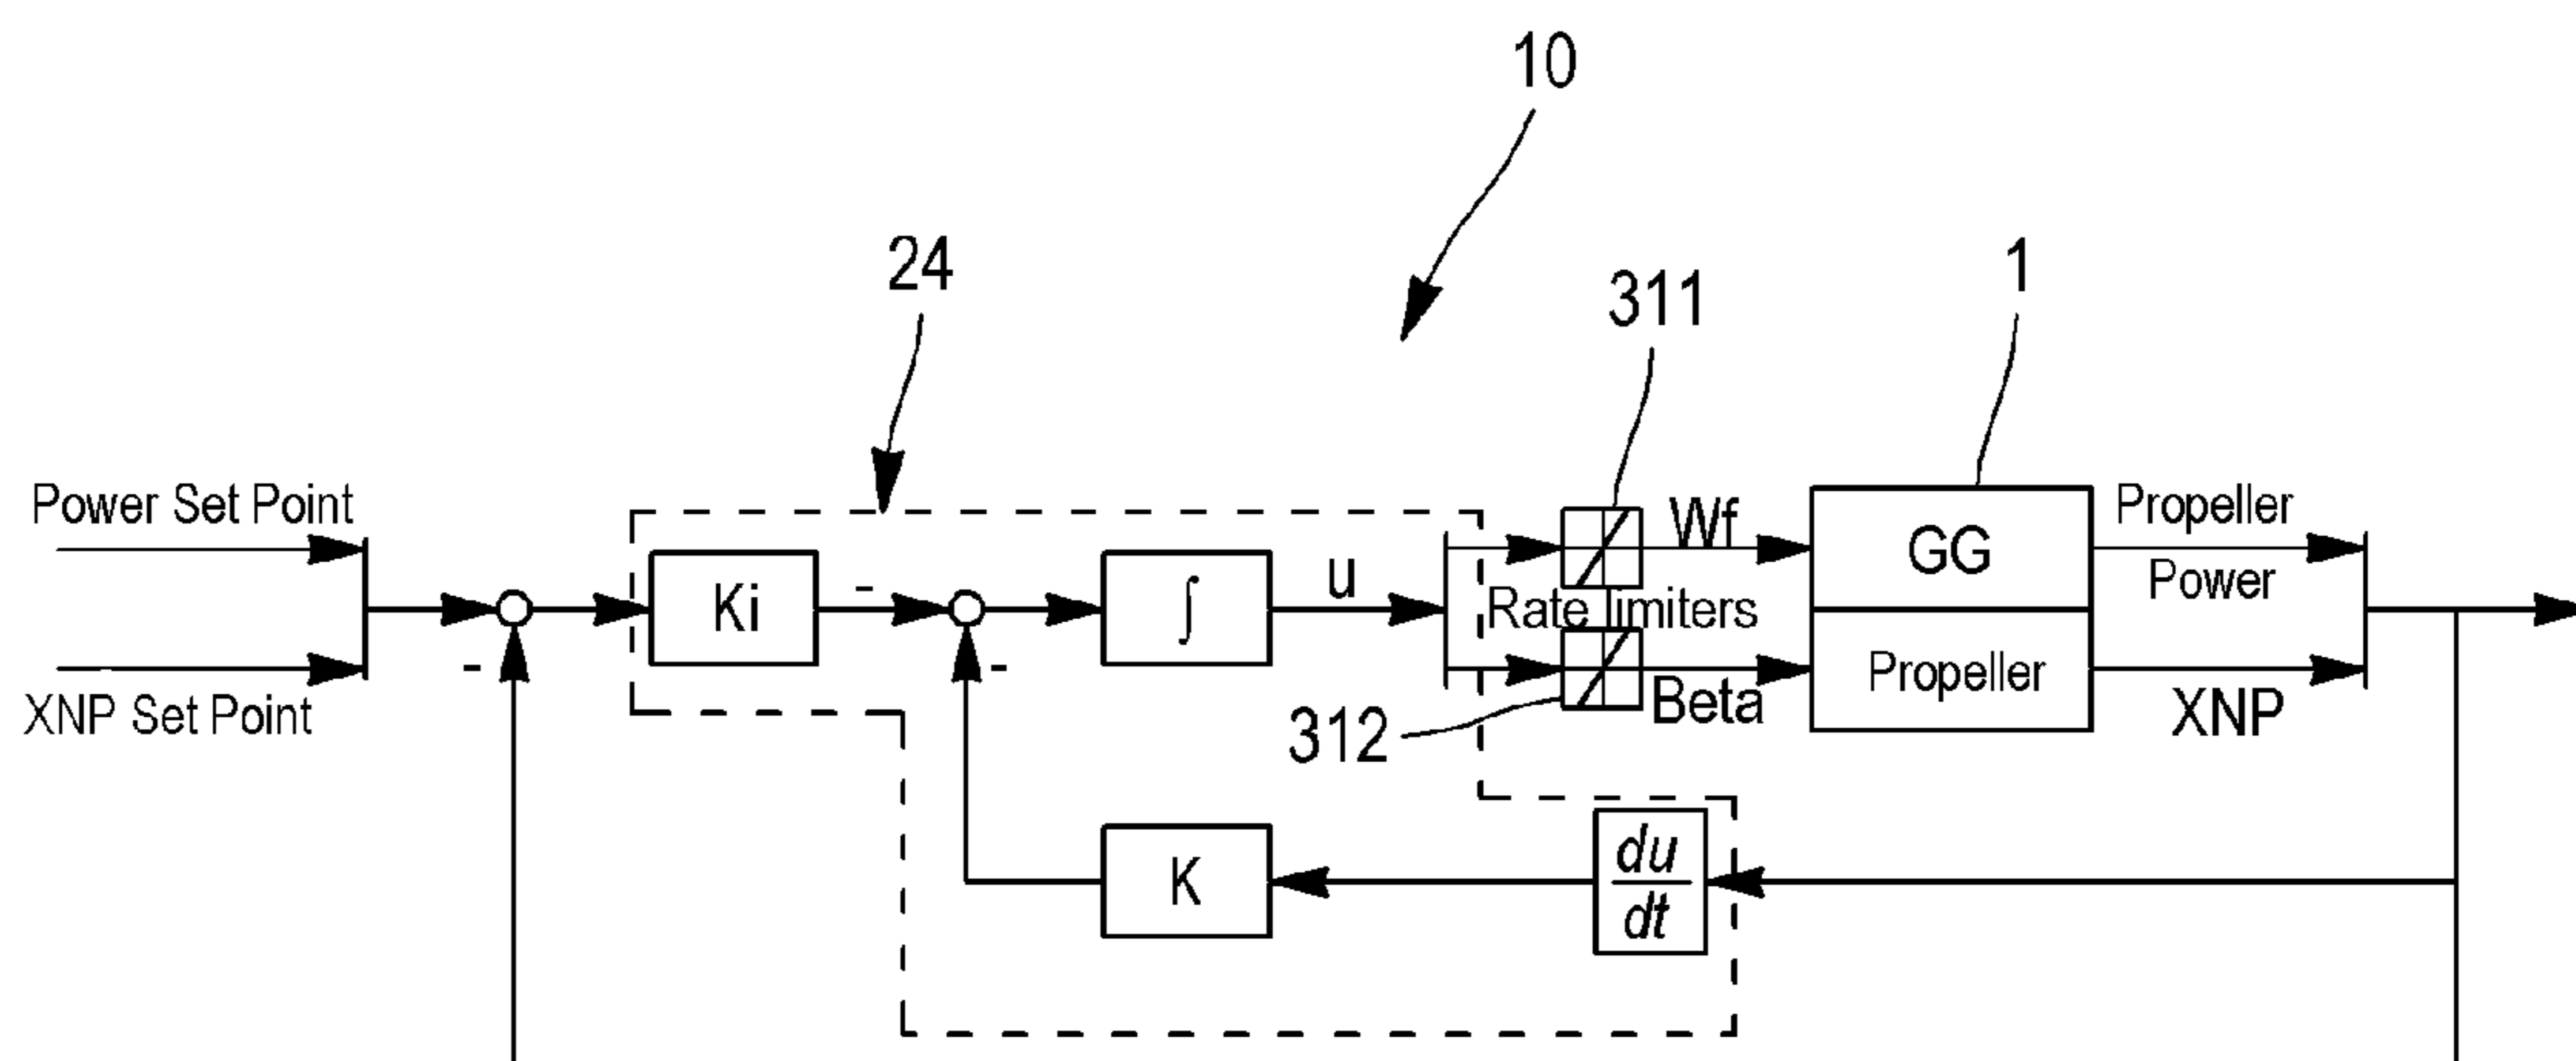 10
24
311
1
Power Set Point
Wf
GG
Propeller
Power
Ki
-
∫
u
Rate limiters
-
-
Propeller
XNP Set Point
312
Beta
XNP
K
du
dt